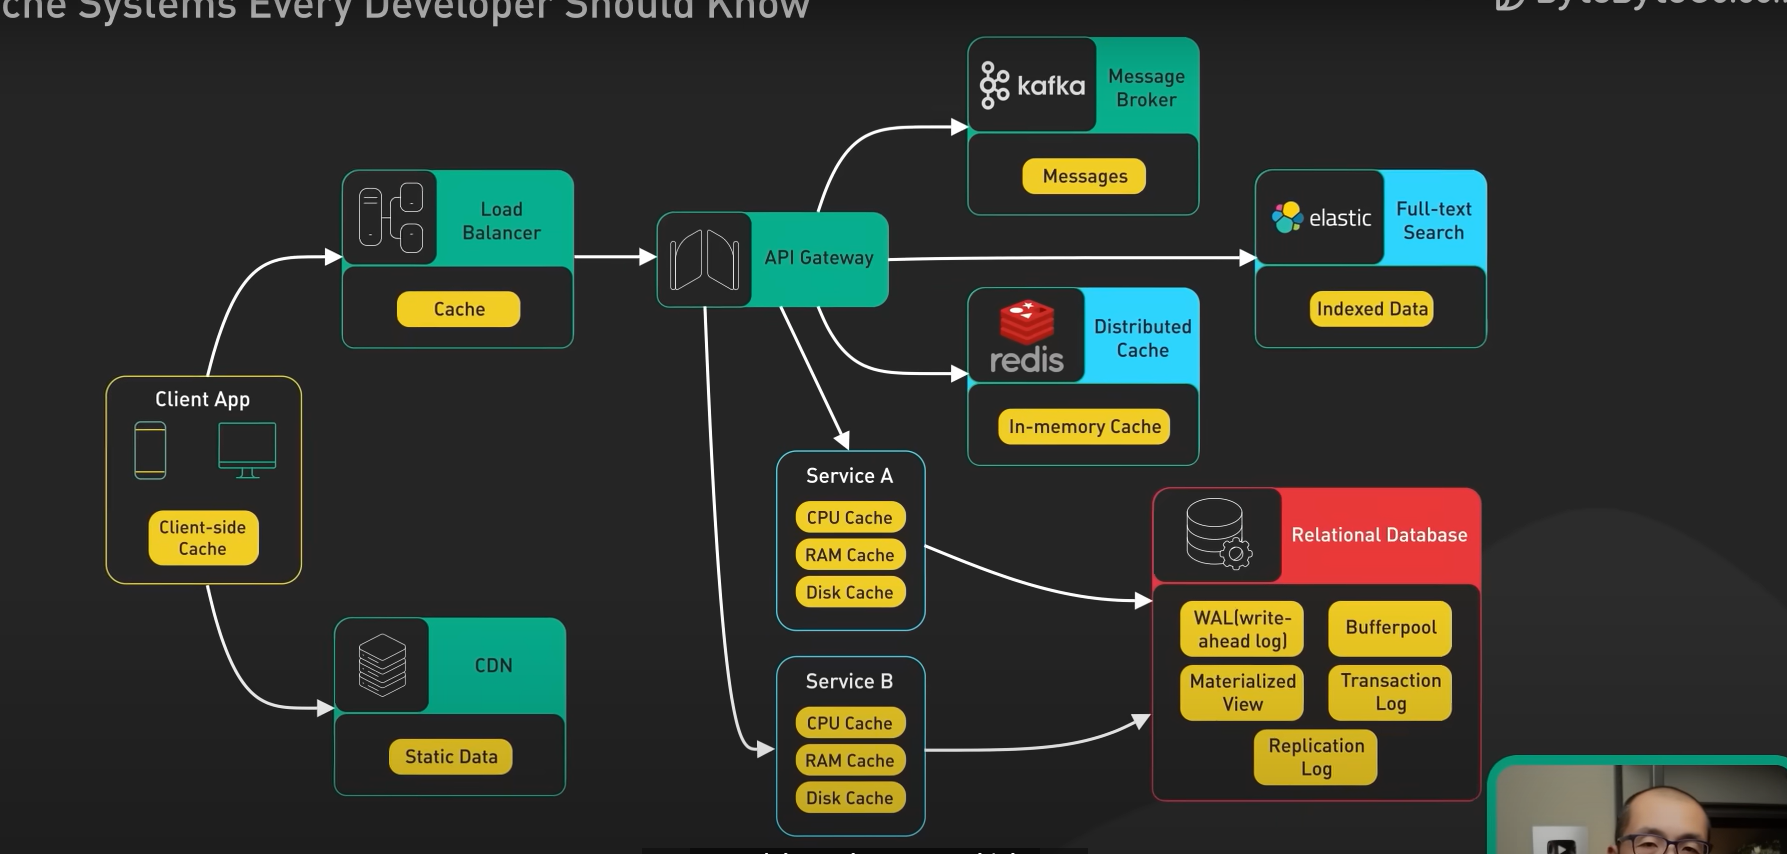 che Systems Every Developer Should Know
kafka
Message
Broker
Messages
Load
Balancer
Cache
API Gateway
elastic
Full-text
Search
Indexed Data
redis
Distributed
Cache
In-memory Cache
Client App
Client-side
Cache
Service A
CPU Cache
RAM Cache
Disk Cache
Relational Database
WAL(write-
ahead log)
Bufferpool
Materialized
View
Transaction
Log
Replication
Log
CDN
Static Data
Service B
CPU Cache
RAM Cache
Disk Cache